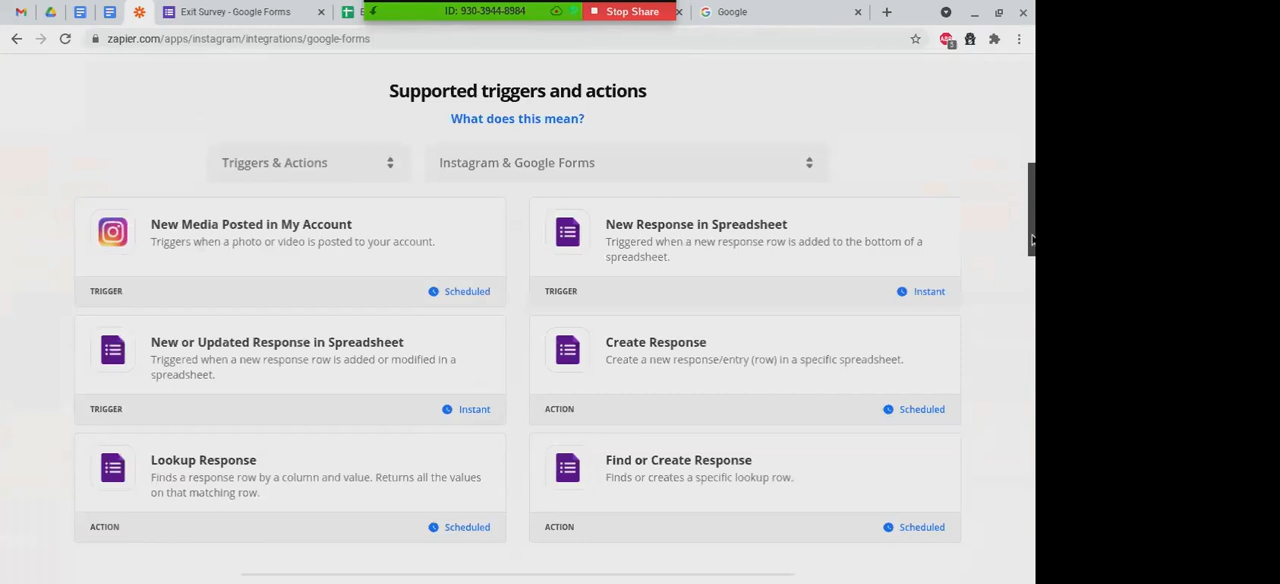 Exit Survey - Google Forms
ID: 930-3944-8984
Stop Share
Google
zapier.com/apps/instagram/integrations/google-forms
Supported triggers and actions
What does this mean?
Triggers & Actions
Instagram & Google Forms
New Media Posted in My Account
Triggers when a photo or video is posted to your account.
TRIGGER
Scheduled
New Response in Spreadsheet
Triggered when a new response row is added to the bottom of a
spreadsheet.
TRIGGER
Instant
New or Updated Response in Spreadsheet
Triggered when a new response row is added or modified in a
spreadsheet.
TRIGGER
Instant
Create Response
Create a new response/entry (row) in a specific spreadsheet.
ACTION
Scheduled
Lookup Response
Finds a response row by a column and value. Returns all the values
on that matching row.
ACTION
Scheduled
Find or Create Response
Finds or creates a specific lookup row.
ACTION
Scheduled